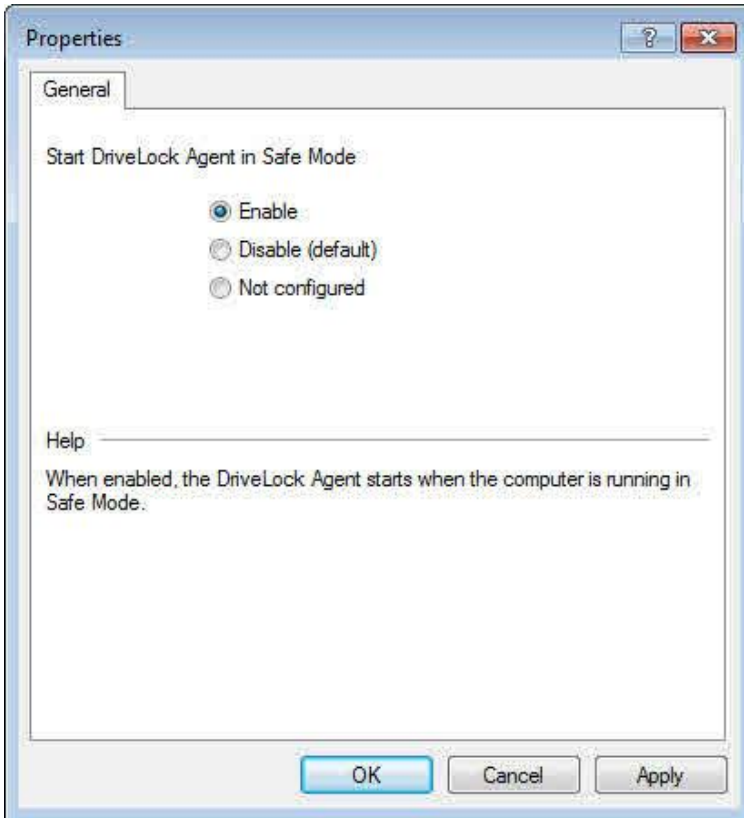 Properties
?
General
Start DriveLock Agent in Safe Mode
Enable
Disable (default)
Not configured
Help
When enabled, the DriveLock Agent starts when the computer is running in
Safe Mode.
OK Cancel Apply